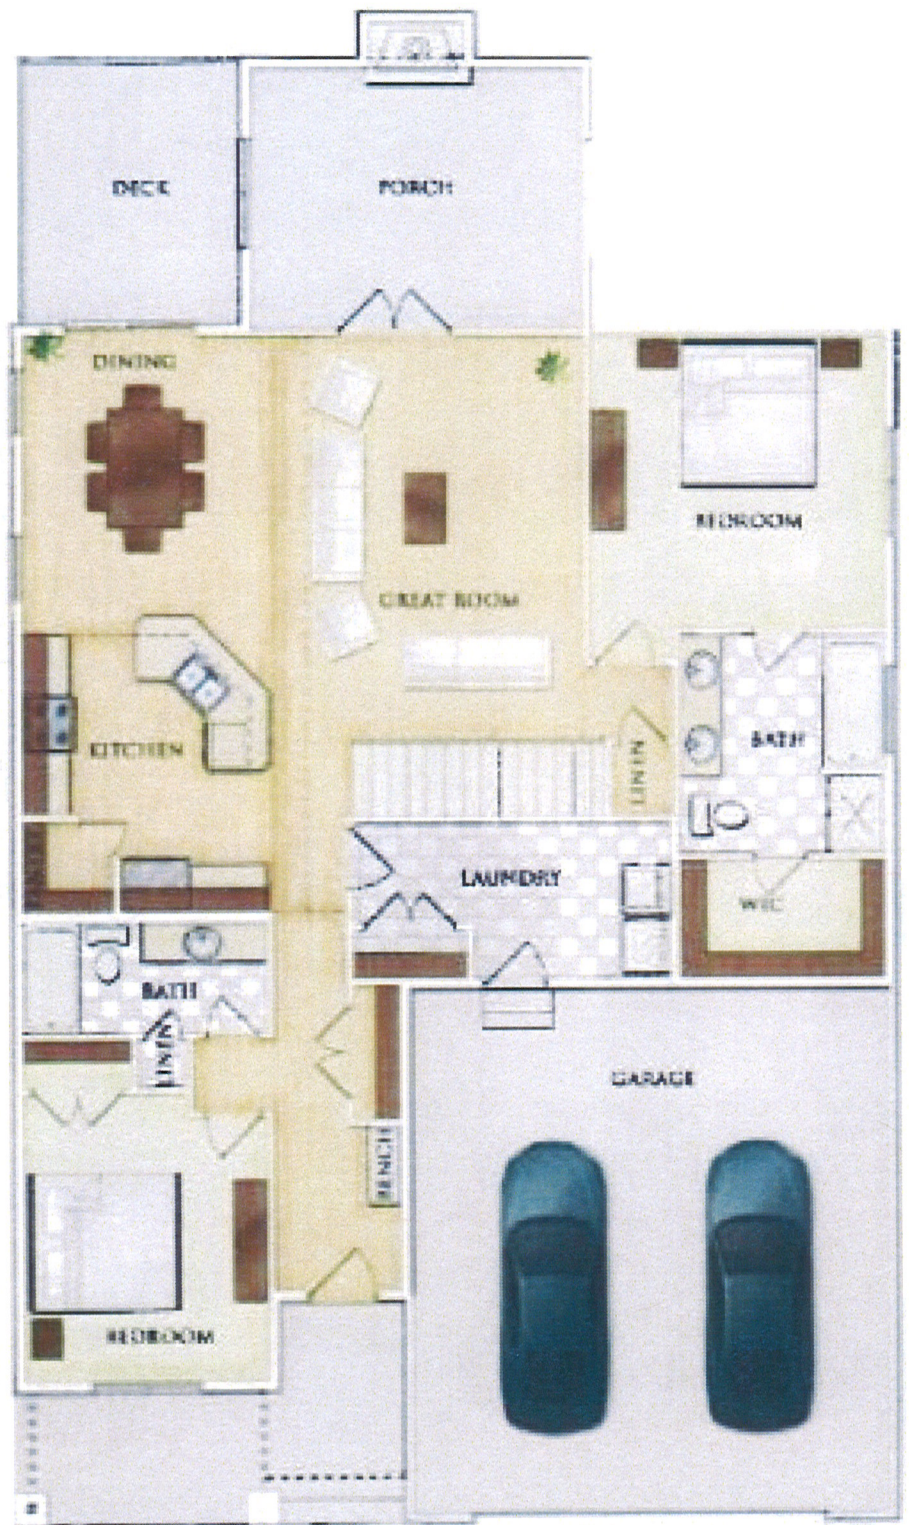 DECK
PORCH
DINING
BEDROOM
GREAT ROOM
KITCHEN
BATH
LINEN
LAUNDRY
WIC
BATH
LINEN
GARAGE
BENCH
BEDROOM